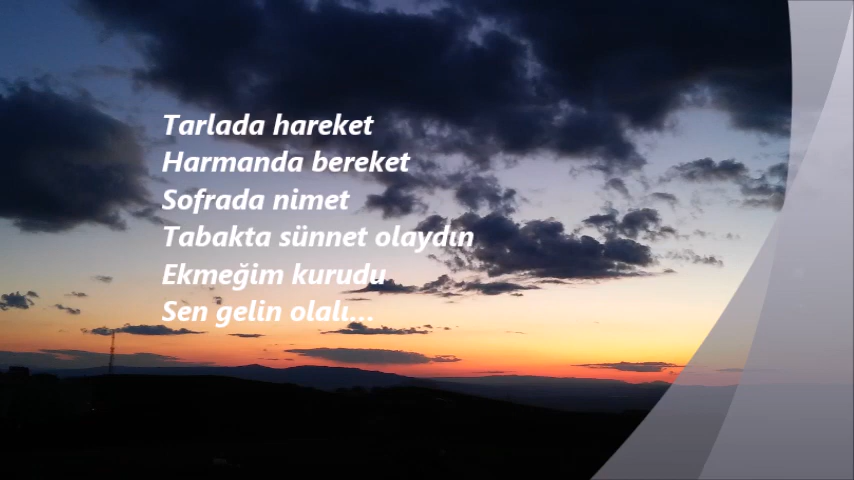 Tarlada hareket
Harmanda bereket
Sofrada nimet
Tabakta sünnet olaydın
Ekmeğim kurudu
Sen gelin olalı...